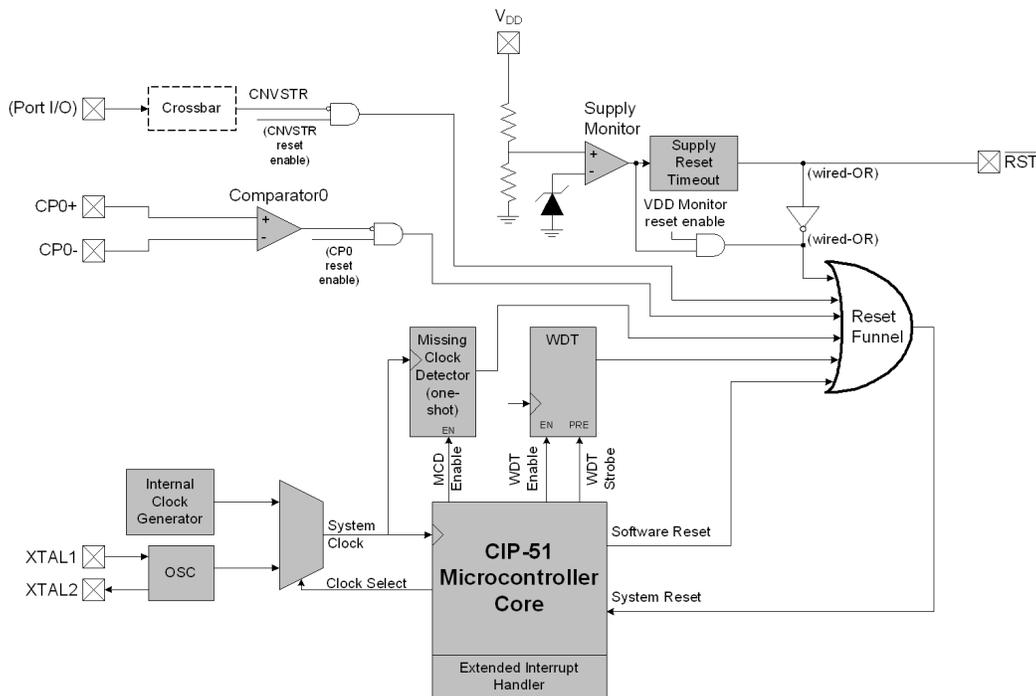 VDD
(Port I/O)
Crossbar
CNVSTR
(CNVSTR
reset
enable)
Supply
Monitor
+
-
Supply
Reset
Timeout
(wired-OR)
RST
CP0+
CP0-
Comparator0
+
-
(CP0
reset
enable)
VDD Monitor
reset enable
(wired-OR)
Reset
Funnel
Missing
Clock
Detector
(one-
shot)
EN
WDT
EN
PRE
MCD
Enable
WDT
Enable
WDT
Strobe
Internal
Clock
Generator
XTAL1
XTAL2
OSC
System
Clock
Clock Select
CIP-51
Microcontroller
Core
Software Reset
System Reset
Extended Interrupt
Handler